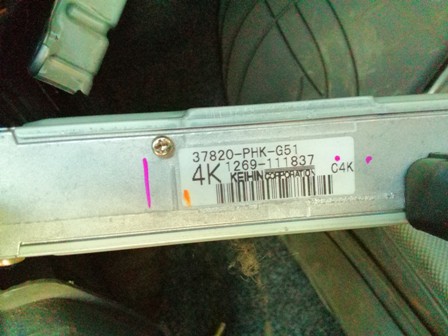 37820-PHK-G51
4K 1269-111837
KEIHIN CORPORATION C4K